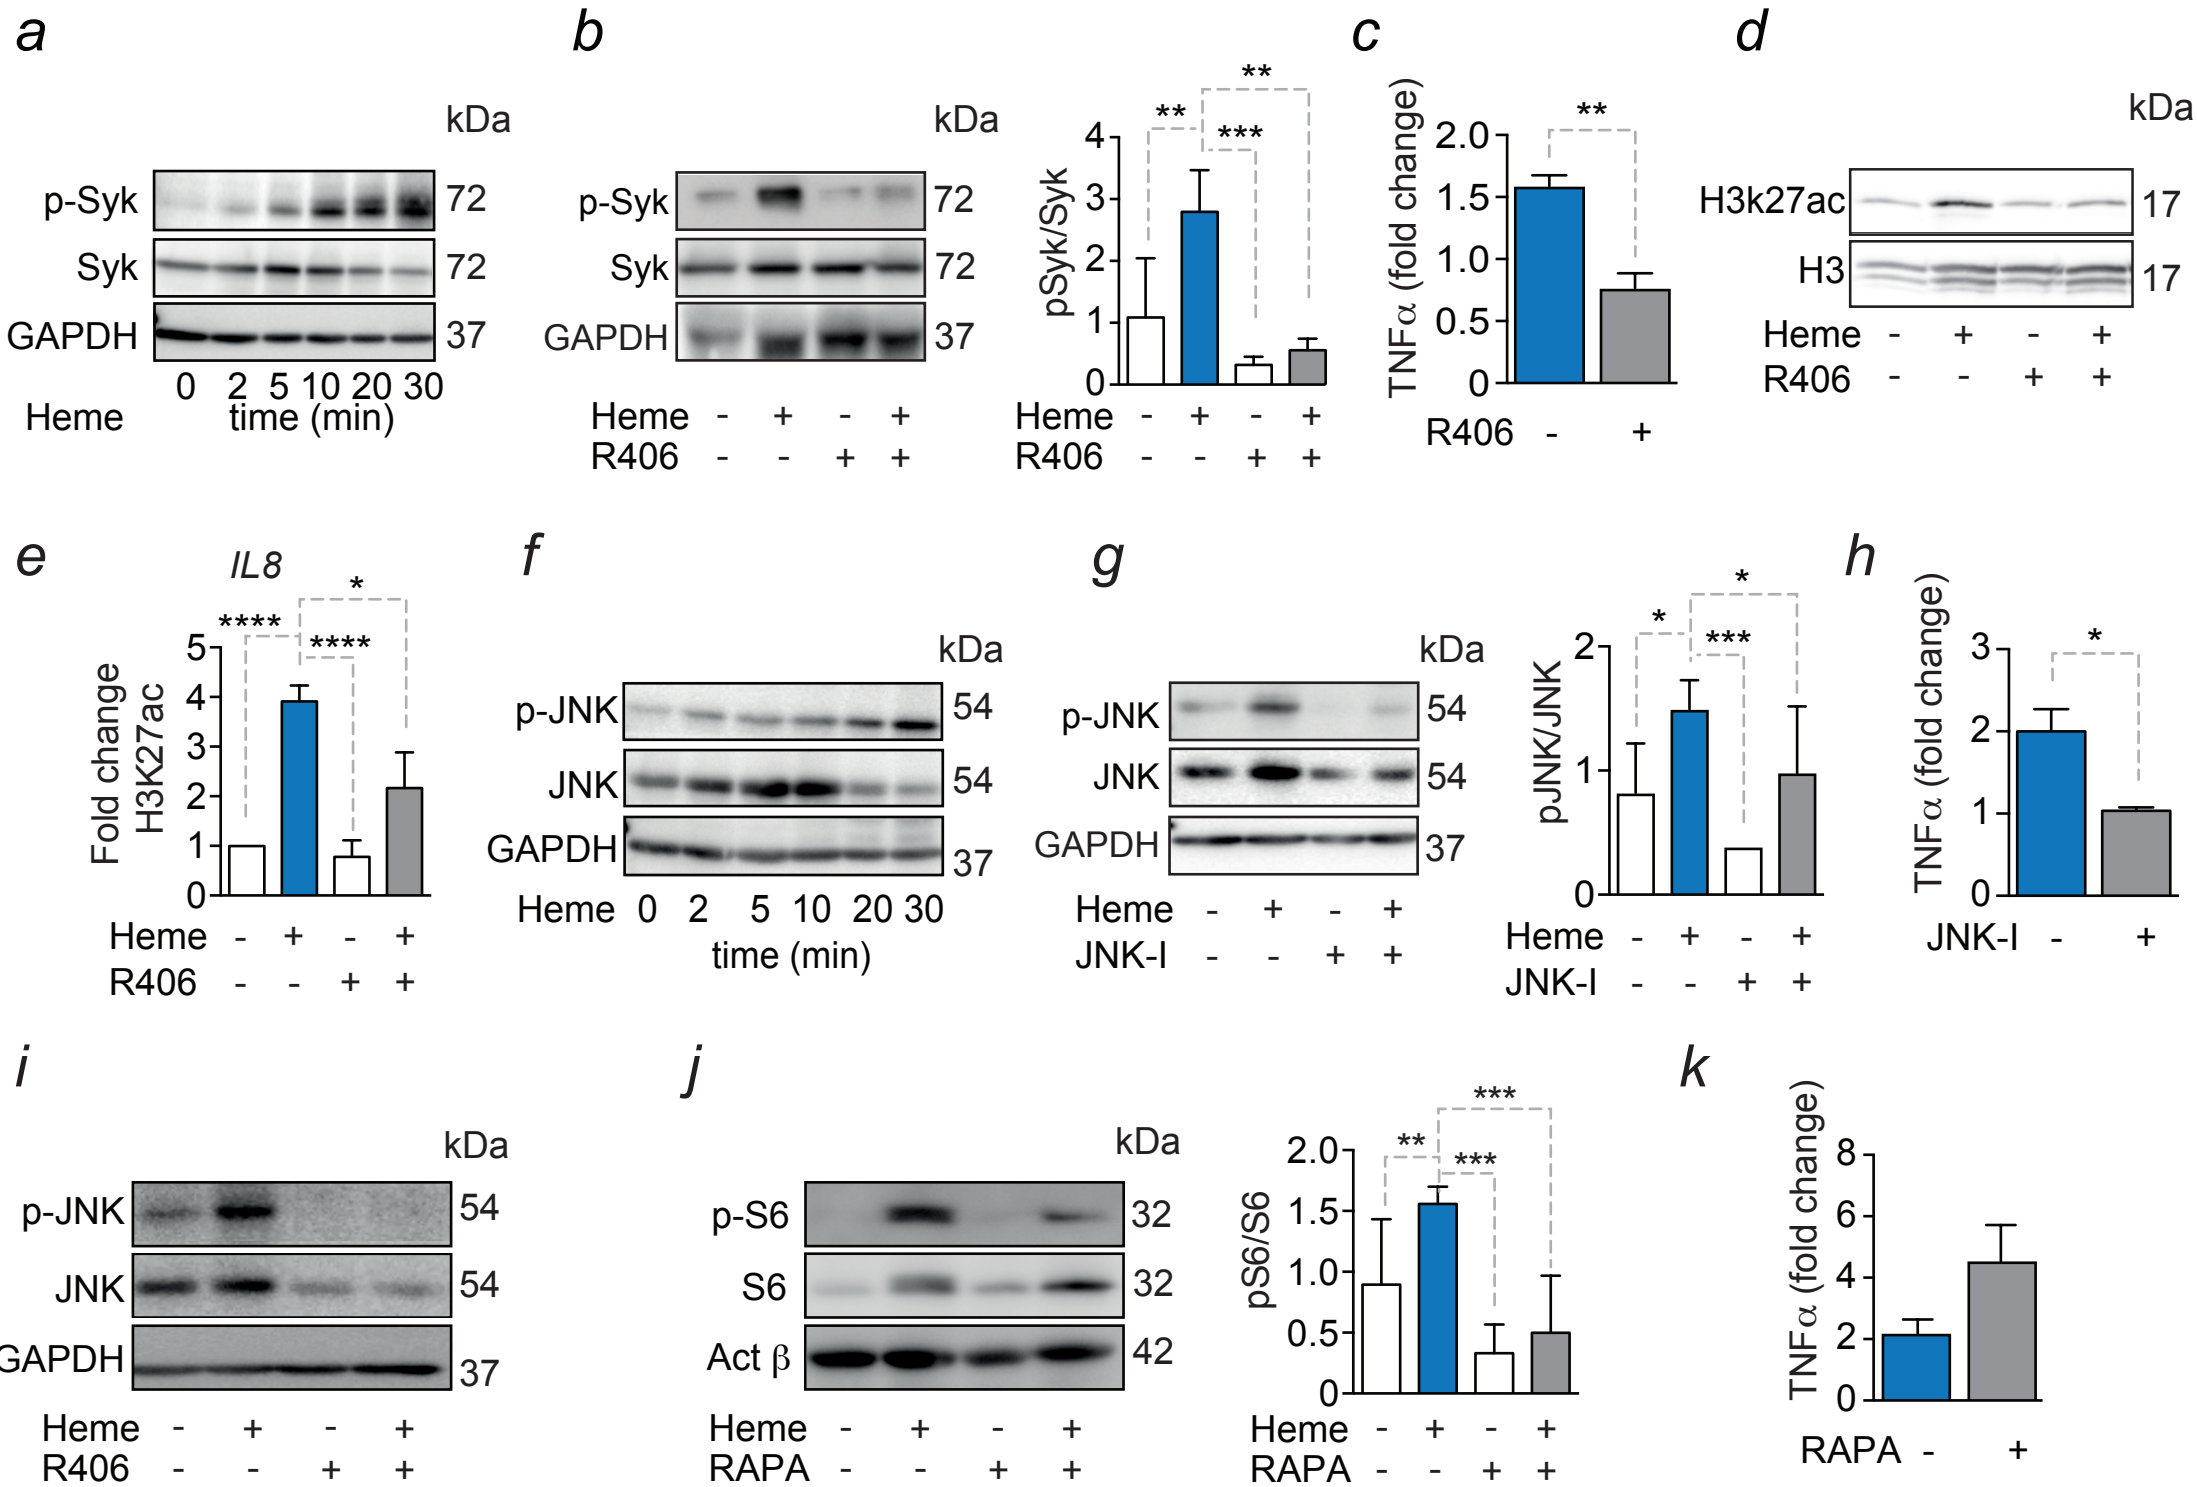 a
kDa
p-Syk 72
Syk 72
GAPDH 37
0 2 5 10 20 30
Heme time (min)
b
kDa
p-Syk 72
Syk 72
GAPDH 37
Heme - + - +
R406 - - + +
** *** **
pSyk/Syk
4
3
2
1
0
Heme - + - +
R406 - - + +
c
TNFα (fold change)
**
2.0
1.5
1.0
0.5
0
R406 - +
d
kDa
H3k27ac 17
H3 17
Heme - + - +
R406 - - + +
e
IL8
**** **** *
Fold change
H3K27ac
5
4
3
2
1
0
Heme - + - +
R406 - - + +
f
kDa
p-JNK 54
JNK 54
GAPDH 37
Heme 0 2 5 10 20 30
time (min)
g
kDa
p-JNK 54
JNK 54
GAPDH 37
Heme - + - +
JNK-I - - + +
* *** *
pJNK/JNK
2
1
0
Heme - + - +
JNK-I - - + +
h
TNFα (fold change)
*
3
2
1
0
JNK-I - +
i
kDa
p-JNK 54
JNK 54
GAPDH 37
Heme - + - +
R406 - - + +
j
kDa
p-S6 32
S6 32
Act β 42
Heme - + - +
RAPA - - + +
** *** ***
pS6/S6
2.0
1.5
1.0
0.5
0
Heme - + - +
RAPA - - + +
k
TNFα (fold change)
8
6
4
2
0
RAPA - +